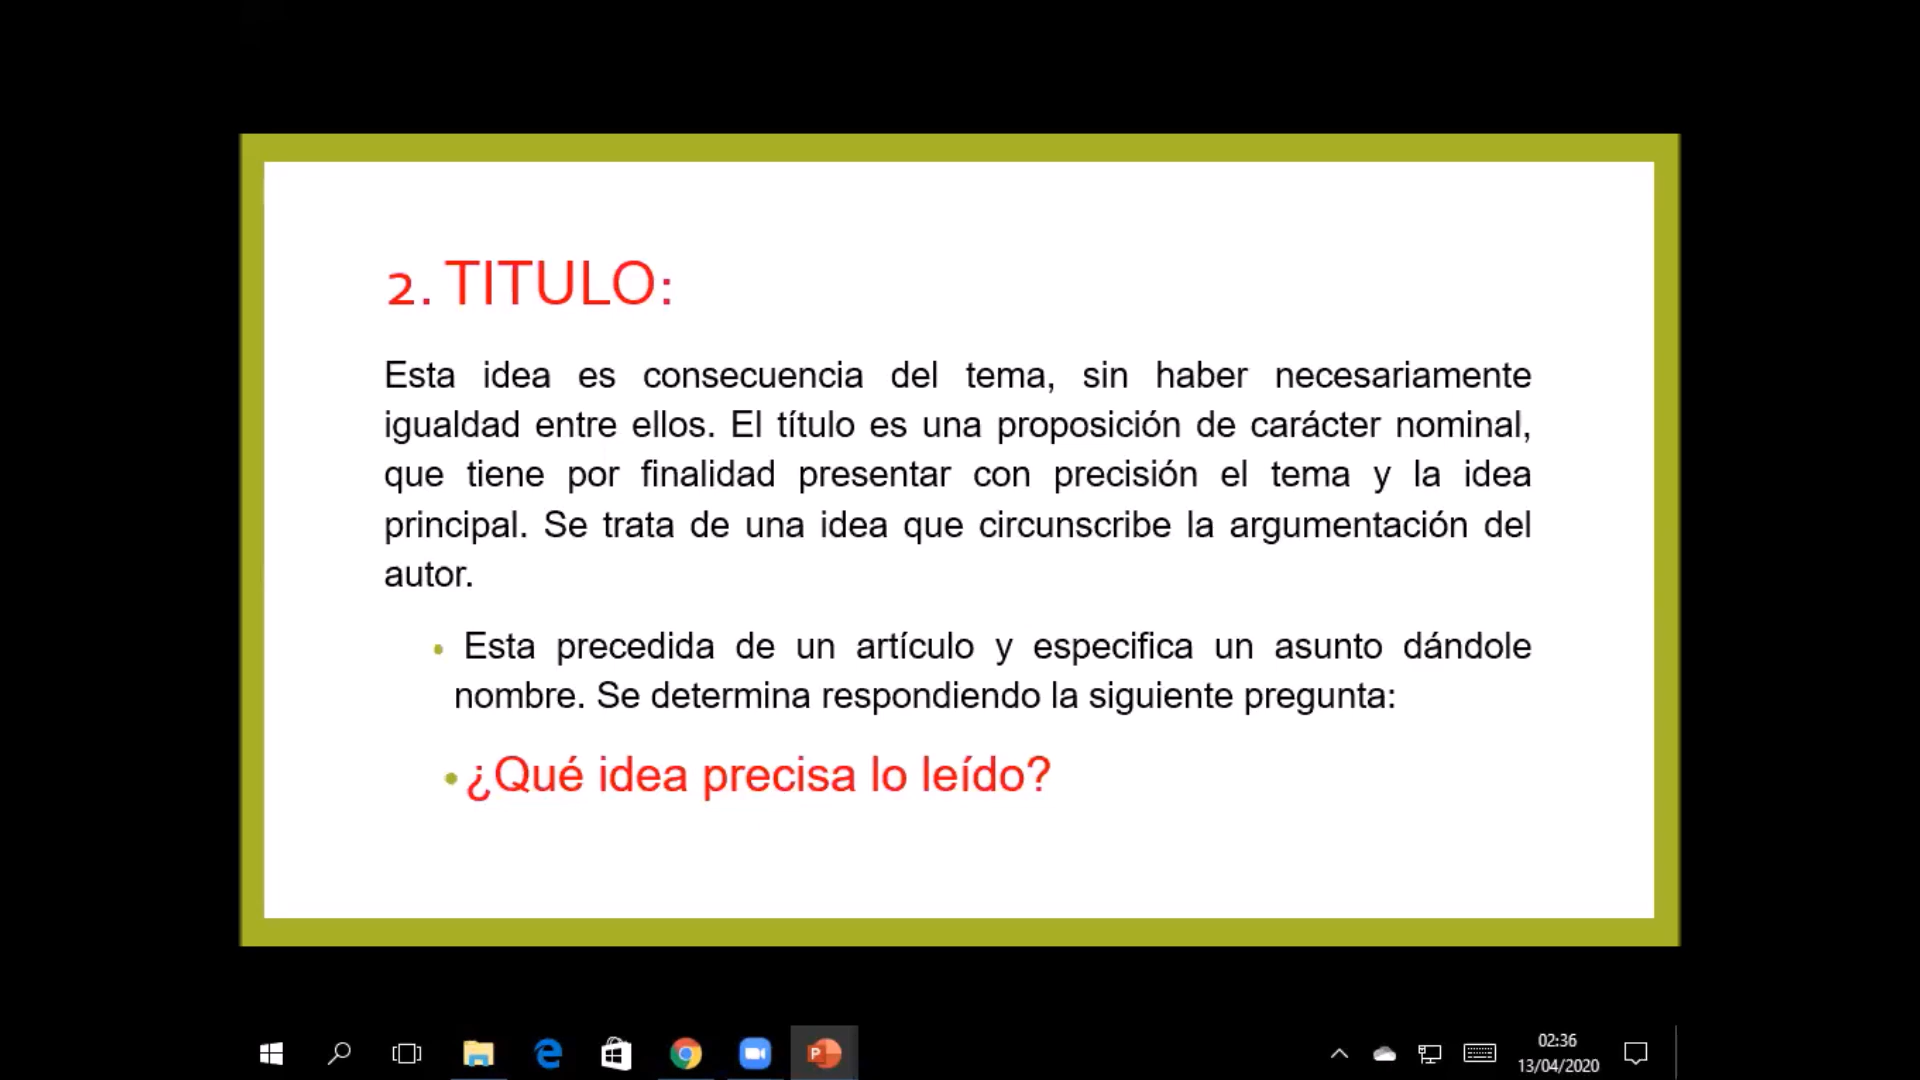 2. TITULO:
Esta idea es consecuencia del tema, sin haber necesariamente
igualdad entre ellos. El título es una proposición de carácter nominal,
que tiene por finalidad presentar con precisión el tema y la idea
principal. Se trata de una idea que circunscribe la argumentación del
autor.
• Esta precedida de un artículo y especifica un asunto dándole
nombre. Se determina respondiendo la siguiente pregunta:
• ¿Qué idea precisa lo leído?
02:36
13/04/2020